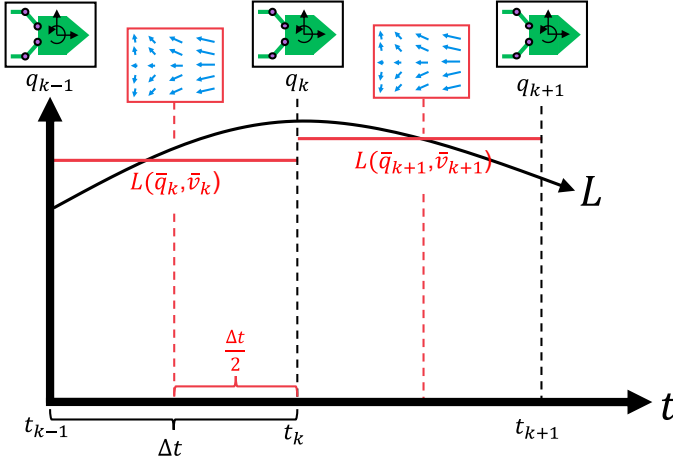 q_{k-1}
q_k
q_{k+1}
L(q̄_k, v̄_k)
L(q̄_{k+1}, v̄_{k+1})
L
Δt/2
t
t_{k-1}
t_k
t_{k+1}
Δt